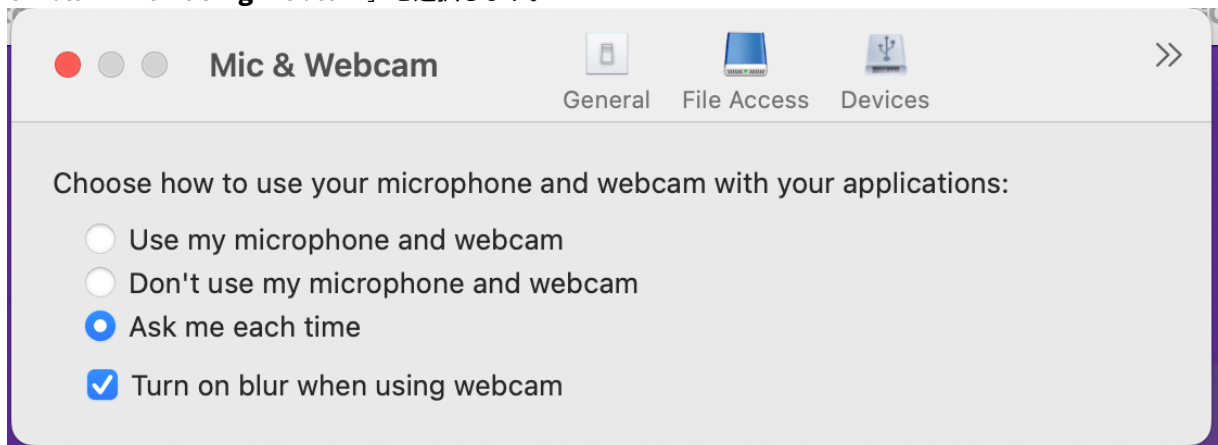 Mic & Webcam
General File Access Devices
Choose how to use your microphone and webcam with your applications:
Use my microphone and webcam
Don't use my microphone and webcam
Ask me each time
Turn on blur when using webcam